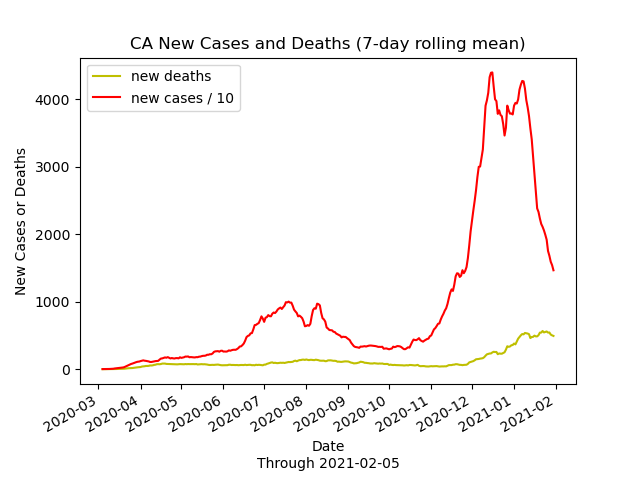 CA New Cases and Deaths (7-day rolling mean)
new deaths
new cases / 10
4000
3000
2000
1000
0
New Cases or Deaths
2020-03
2020-04
2020-05
2020-06
2020-07
2020-08
2020-09
2020-10
2020-11
2020-12
2021-01
2021-02
Date
Through 2021-02-05